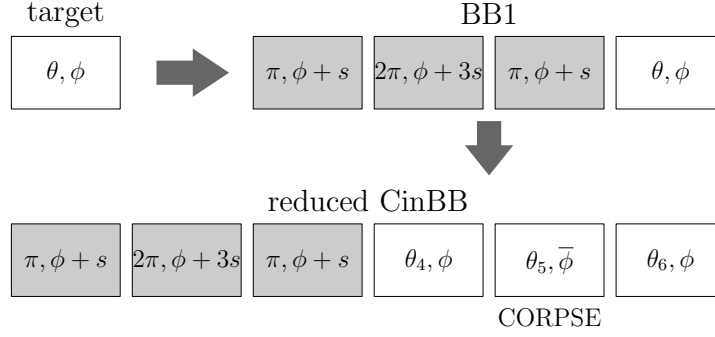 target
BB1
θ, ϕ
π, ϕ + s
2π, ϕ + 3s
π, ϕ + s
θ, ϕ
reduced CinBB
π, ϕ + s
2π, ϕ + 3s
π, ϕ + s
θ₄, ϕ
θ₅, ϕ̅
θ₆, ϕ
CORPSE